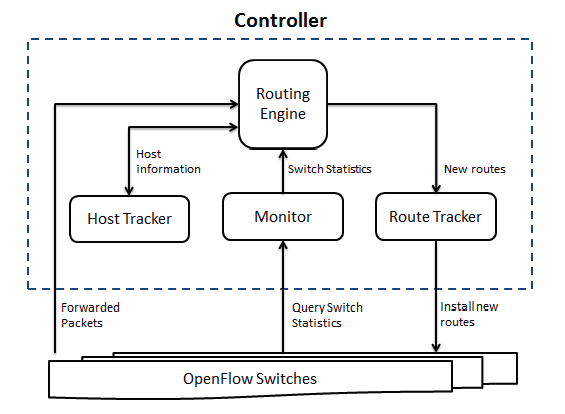 Controller
Routing
Engine
Host
information
Switch Statistics
New routes
Host Tracker
Monitor
Route Tracker
Forwarded
Packets
Query Switch
Statistics
Install new
routes
OpenFlow Switches